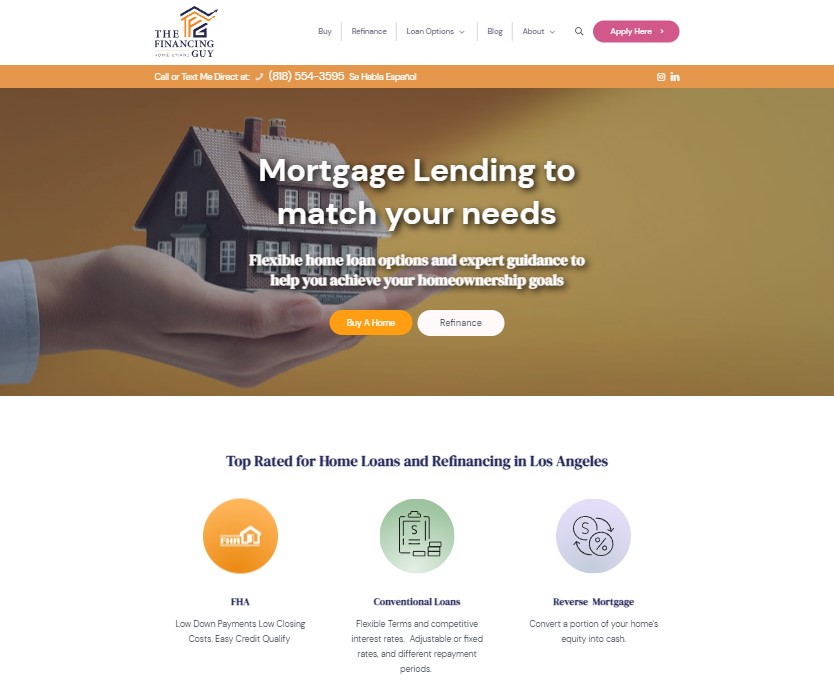 THE
FINANCING
HOME LOANS GUY
Buy
Refinance
Loan Options
Blog
About
Apply Here
Call or Text Me Direct at: (818) 554-3595 Se Habla Español
Mortgage Lending to
match your needs
Flexible home loan options and expert guidance to
help you achieve your homeownership goals
Buy A Home
Refinance
Top Rated for Home Loans and Refinancing in Los Angeles
FHA
$
$
%
FHA
Low Down Payments Low Closing
Costs. Easy Credit Qualify
Conventional Loans
Flexible Terms and competitive
interest rates. Adjustable or fixed
rates, and different repayment
periods.
Reverse Mortgage
Convert a portion of your home's
equity into cash.